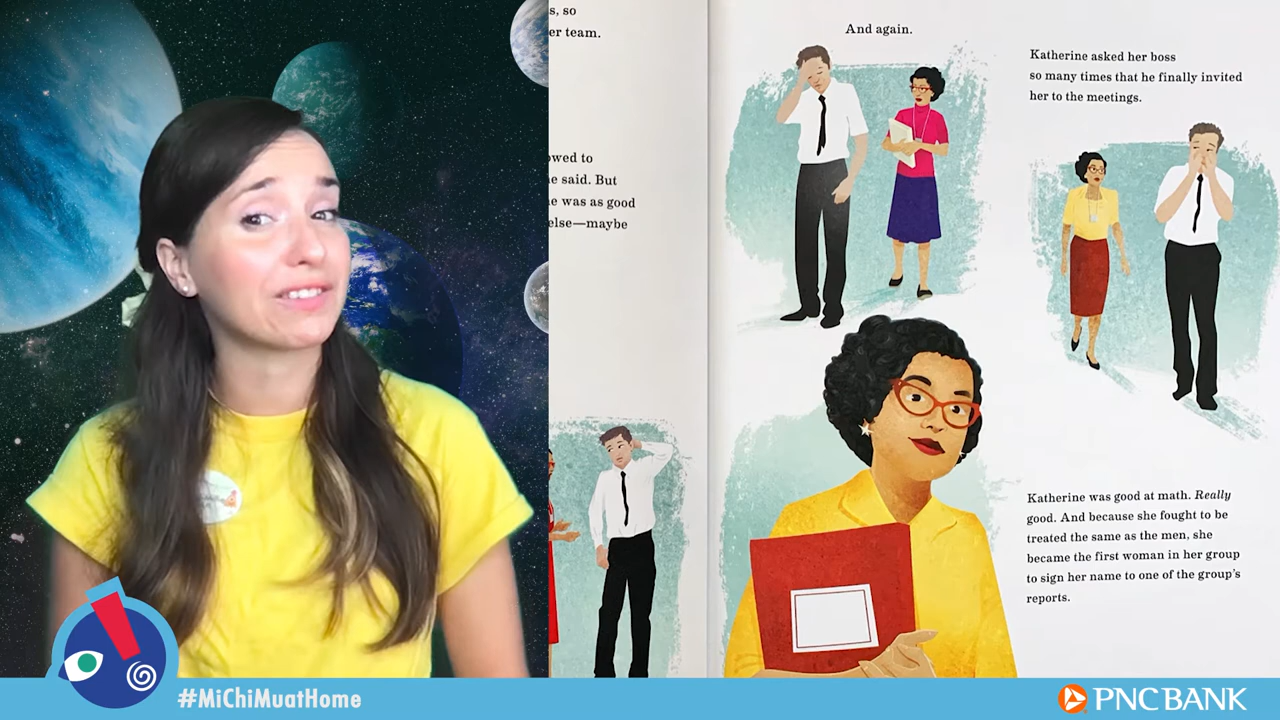 s, so
er team.
owed to
e said. But
e was as good
else—maybe
And again.
Katherine asked her boss
so many times that he finally invited
her to the meetings.
Katherine was good at math. Really
good. And because she fought to be
treated the same as the men, she
became the first woman in her group
to sign her name to one of the group's
reports.
#MiChiMuatHome
PNC BANK